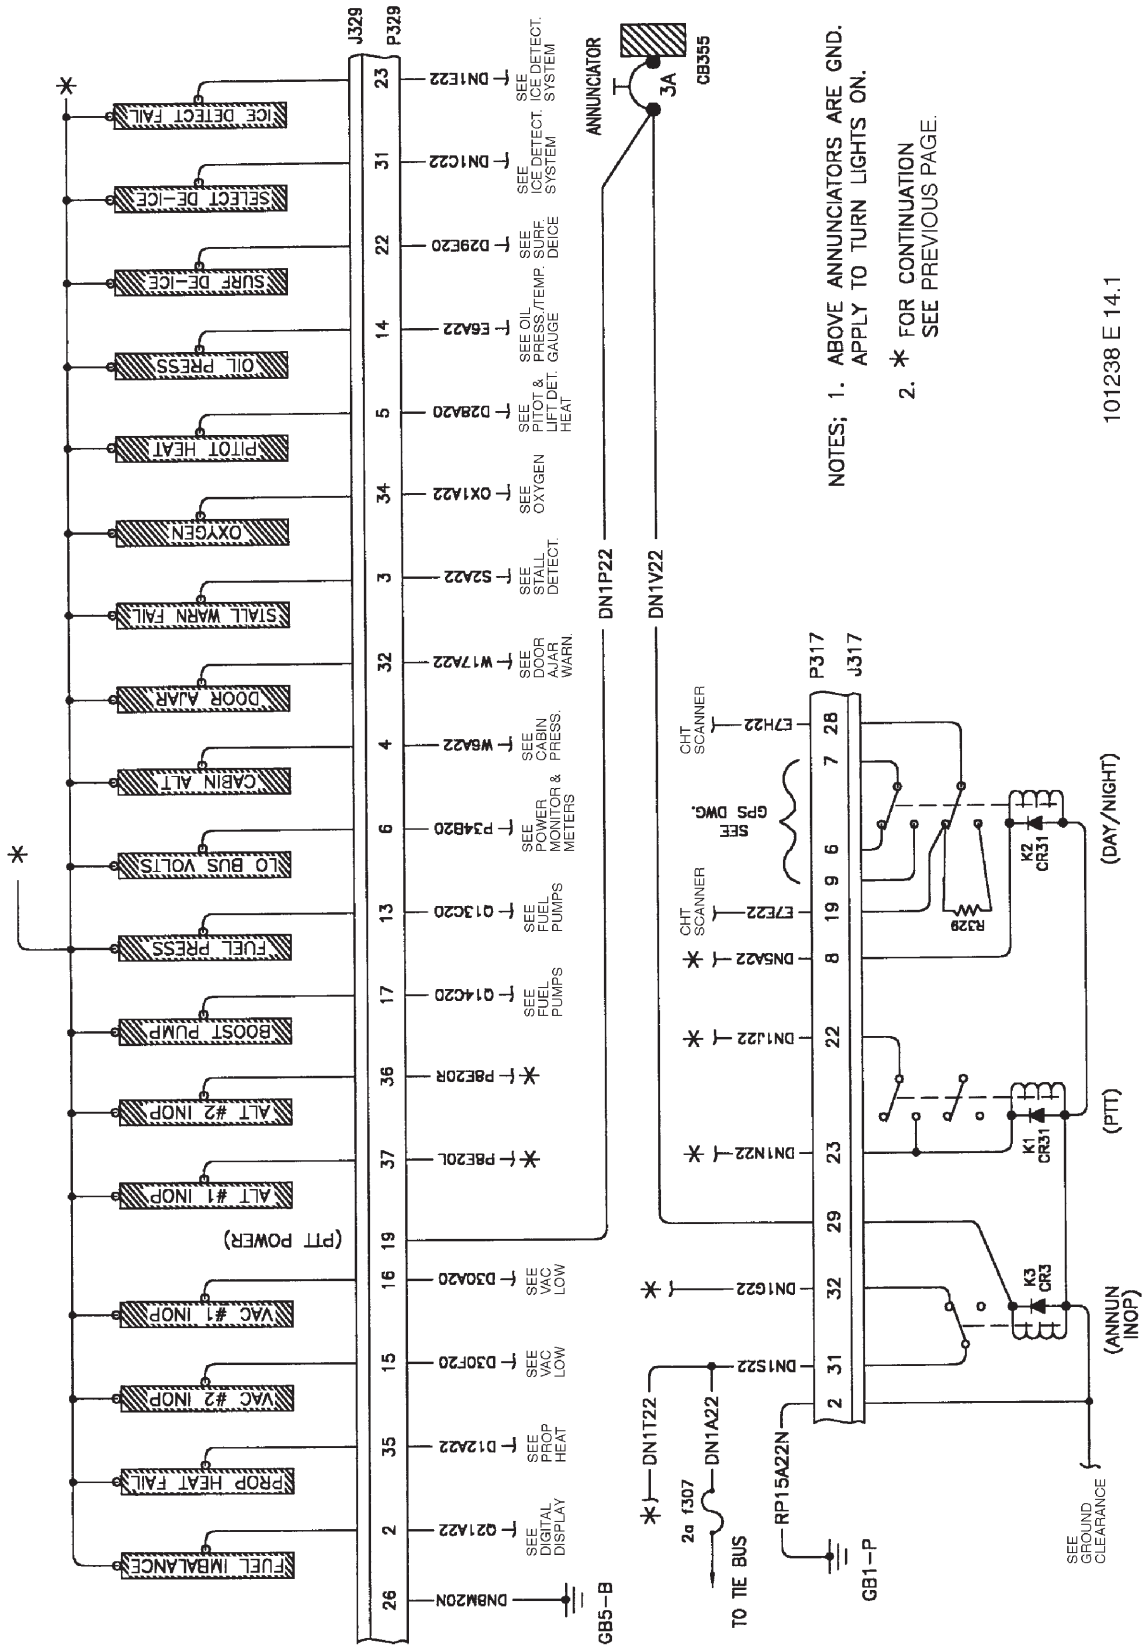 J329
P329
ICE DETECT FAIL
SELECT DE-ICE
SURF DE-ICE
OIL PRESS
PITOT HEAT
OXYGEN
STALL WARN FAIL
DOOR AJAR
CABIN ALT
LO BUS VOLTS
FUEL PRESS
BOOST PUMP
ALT #2 INOP
ALT #1 INOP
(PTT POWER)
VAC #1 INOP
VAC #2 INOP
PROP HEAT FAIL
FUEL IMBALANCE
23
31
22
14
5
34
3
32
4
6
13
17
36
37
19
16
15
35
2
26
DN1E22
DN1C22
D29E20
E6A22
D28A20
OX1A22
S2A22
W17A22
W6A22
P34B20
Q13C20
Q14C20
P8E20R
P8E20L
D30A20
D30F20
D12A22
Q21A22
DN8M20N
SEE
ICE DETECT.
SYSTEM
SEE
ICE DETECT.
SYSTEM
SEE
SURF.
DEICE
SEE OIL
PRESS./TEMP.
GAUGE
SEE
PITOT &
LIFT DET.
HEAT
SEE
OXYGEN
SEE
STALL
DETECT.
SEE
DOOR
AJAR
WARN.
SEE
CABIN
PRESS.
SEE
POWER
MONITOR &
METERS
SEE
FUEL
PUMPS
SEE
FUEL
PUMPS
*
*
SEE
VAC
LOW
SEE
VAC
LOW
SEE
PROP
HEAT
SEE
DIGITAL
DISPLAY
GB5-B
*
*
ANNUNCIATOR
3A
CB355
DN1P22
DN1V22
NOTES; 1. ABOVE ANNUNCIATORS ARE GND.
APPLY TO TURN LIGHTS ON.
2. * FOR CONTINUATION
SEE PREVIOUS PAGE.
101238 E 14.1
P317
J317
CHT
SCANNER
E7H22
SEE
GPS DWG.
CHT
SCANNER
E7E22
* DN5A22
* DN1J22
* DN1N22
* DN1G22
DN1S22
* DN1T22
DN1A22
2a f307
TO TIE BUS
RP15A22N
GB1-P
28
7
6
9
19
8
22
23
29
32
31
2
R329
K2
CR31
(DAY/NIGHT)
K1
CR31
(PTT)
K3
CR3
(ANNUN
INOP)
SEE
GROUND
CLEARANCE